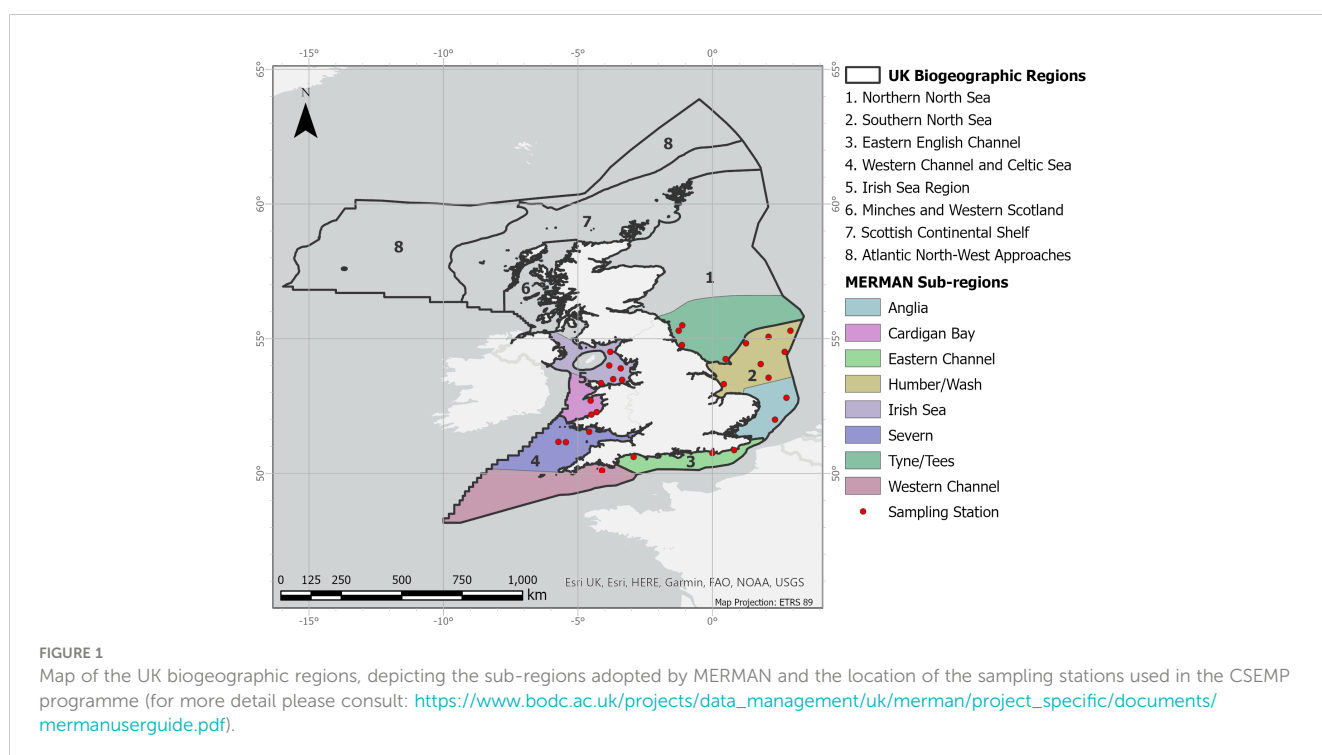 -15°
-10°
-5°
0°
65°
65°
N
8
60°
60°
7
8
6
1
55°
55°
5
2
4
3
50°
50°
0 125 250 500 750 1,000
km
Esri UK, Esri, HERE, Garmin, FAO, NOAA, USGS
Map Projection: ETRS 89
-15°
-10°
-5°
0°
UK Biogeographic Regions
1. Northern North Sea
2. Southern North Sea
3. Eastern English Channel
4. Western Channel and Celtic Sea
5. Irish Sea Region
6. Minches and Western Scotland
7. Scottish Continental Shelf
8. Atlantic North-West Approaches
MERMAN Sub-regions
Anglia
Cardigan Bay
Eastern Channel
Humber/Wash
Irish Sea
Severn
Tyne/Tees
Western Channel
Sampling Station
FIGURE 1
Map of the UK biogeographic regions, depicting the sub-regions adopted by MERMAN and the location of the sampling stations used in the CSEMP
programme (for more detail please consult: https://www.bodc.ac.uk/projects/data_management/uk/merman/project_specific/documents/
mermanuserguide.pdf).